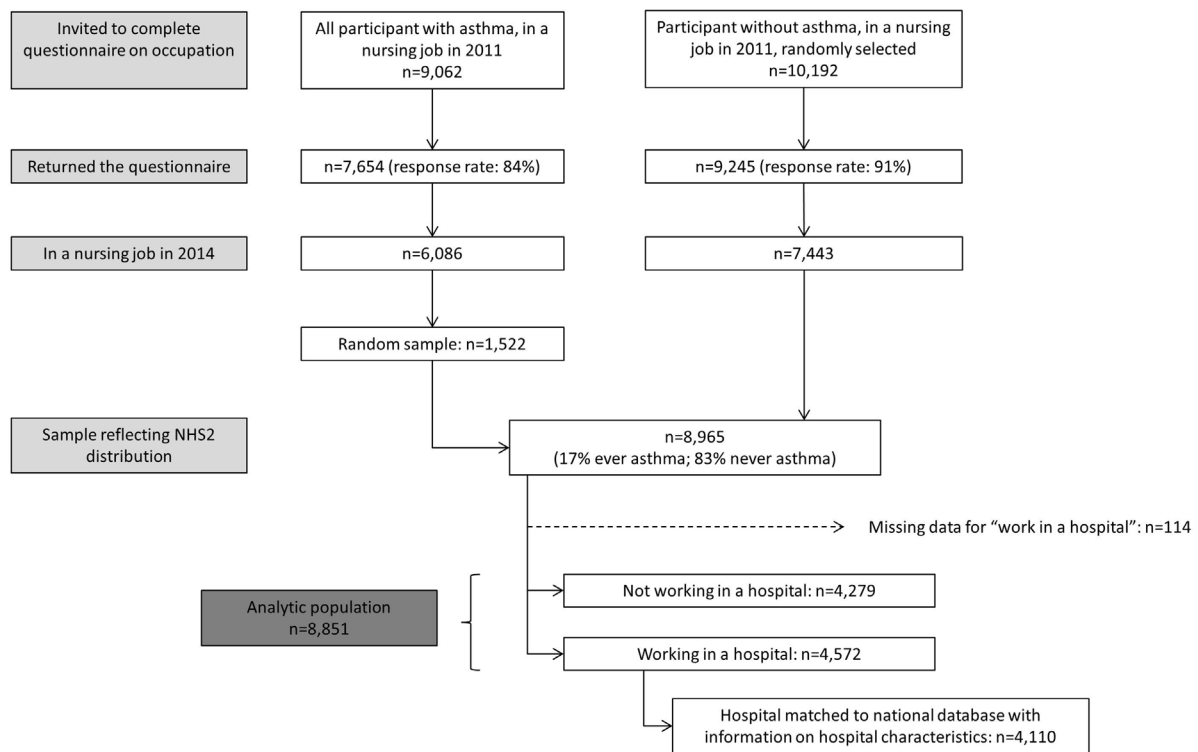 Invited to complete
questionnaire on occupation
All participant with asthma, in a
nursing job in 2011
n=9,062
Participant without asthma, in a
nursing job in 2011, randomly selected
n=10,192
Returned the questionnaire
n=7,654 (response rate: 84%)
n=9,245 (response rate: 91%)
In a nursing job in 2014
n=6,086
n=7,443
Random sample: n=1,522
Sample reflecting NHS2
distribution
n=8,965
(17% ever asthma; 83% never asthma)
Missing data for “work in a hospital”: n=114
Not working in a hospital: n=4,279
Analytic population
n=8,851
Working in a hospital: n=4,572
Hospital matched to national database with
information on hospital characteristics: n=4,110